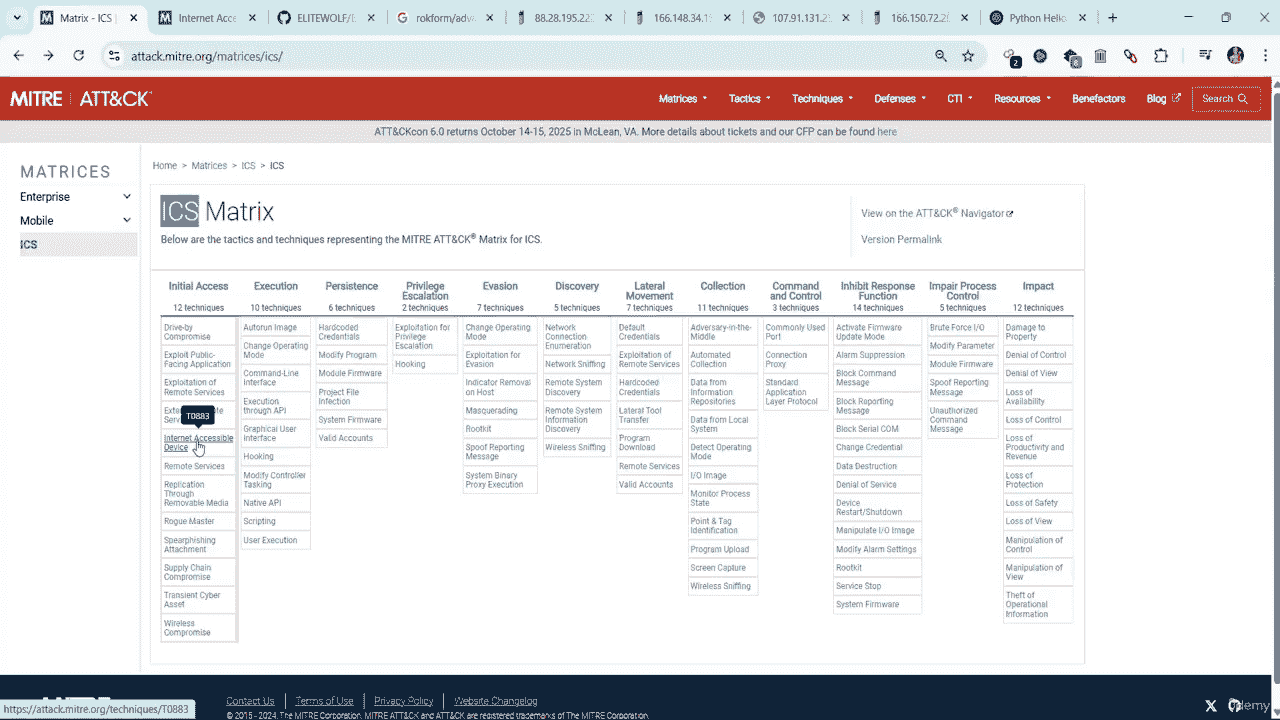 Matrix - ICS
Internet Acce
ELITEWOLF/L
rokform/adv
88.28.195.2
166.148.34.1
107.91.131.2
166.150.72.2
Python Hello
attack.mitre.org/matrices/ics/
2
6
MITRE | ATT&CK
Matrices
Tactics
Techniques
Defenses
CTI
Resources
Benefactors
Blog
Search
ATT&CKcon 6.0 returns October 14-15, 2025 in McLean, VA. More details about tickets and our CFP can be found here
MATRICES
Enterprise
Mobile
ICS
Home > Matrices > ICS > ICS
ICS Matrix
Below are the tactics and techniques representing the MITRE ATT&CK® Matrix for ICS.
View on the ATT&CK® Navigator
Version Permalink
Initial Access
12 techniques
Drive-by
Compromise
Exploit Public-
Facing Application
Exploitation of
Remote Services
T0883
Internet Accessible
Device
Remote Services
Replication
Through
Removable Media
Rogue Master
Spearphishing
Attachment
Supply Chain
Compromise
Transient Cyber
Asset
Wireless
Compromise
Execution
10 techniques
Autorun Image
Change Operating
Mode
Command-Line
Interface
Execution
through API
Graphical User
Interface
Hooking
Modify Controller
Tasking
Native API
Scripting
User Execution
Persistence
6 techniques
Hardcoded
Credentials
Modify Program
Module Firmware
Project File
Infection
System Firmware
Valid Accounts
Privilege
Escalation
2 techniques
Exploitation for
Privilege
Escalation
Hooking
Evasion
7 techniques
Change Operating
Mode
Exploitation for
Evasion
Indicator Removal
on Host
Masquerading
Rootkit
Spoof Reporting
Message
System Binary
Proxy Execution
Discovery
5 techniques
Network
Connection
Enumeration
Network Sniffing
Remote System
Discovery
Remote System
Information
Discovery
Wireless Sniffing
Lateral
Movement
7 techniques
Default
Credentials
Exploitation of
Remote Services
Hardcoded
Credentials
Lateral Tool
Transfer
Program
Download
Remote Services
Valid Accounts
Collection
11 techniques
Adversary-in-the-
Middle
Automated
Collection
Data from
Information
Repositories
Data from Local
System
Detect Operating
Mode
I/O Image
Monitor Process
State
Point & Tag
Identification
Program Upload
Screen Capture
Wireless Sniffing
Command
and Control
3 techniques
Commonly Used
Port
Connection
Proxy
Standard
Application
Layer Protocol
Inhibit Response
Function
14 techniques
Activate Firmware
Update Mode
Alarm Suppression
Block Command
Message
Block Reporting
Message
Block Serial COM
Change Credential
Data Destruction
Denial of Service
Device
Restart/Shutdown
Manipulate I/O Image
Modify Alarm Settings
Rootkit
Service Stop
System Firmware
Impair Process
Control
5 techniques
Brute Force I/O
Modify Parameter
Module Firmware
Spoof Reporting
Message
Unauthorized
Command
Message
Impact
12 techniques
Damage to
Property
Denial of Control
Denial of View
Loss of
Availability
Loss of Control
Loss of
Productivity and
Revenue
Loss of
Protection
Loss of Safety
Loss of View
Manipulation of
Control
Manipulation of
View
Theft of
Operational
Information
https://attack.mitre.org/techniques/T0883
Contact Us
Terms of Use
Privacy Policy
Website Changelog
© 2015 - 2024, The MITRE Corporation. MITRE ATT&CK and ATT&CK are registered trademarks of The MITRE Corporation.